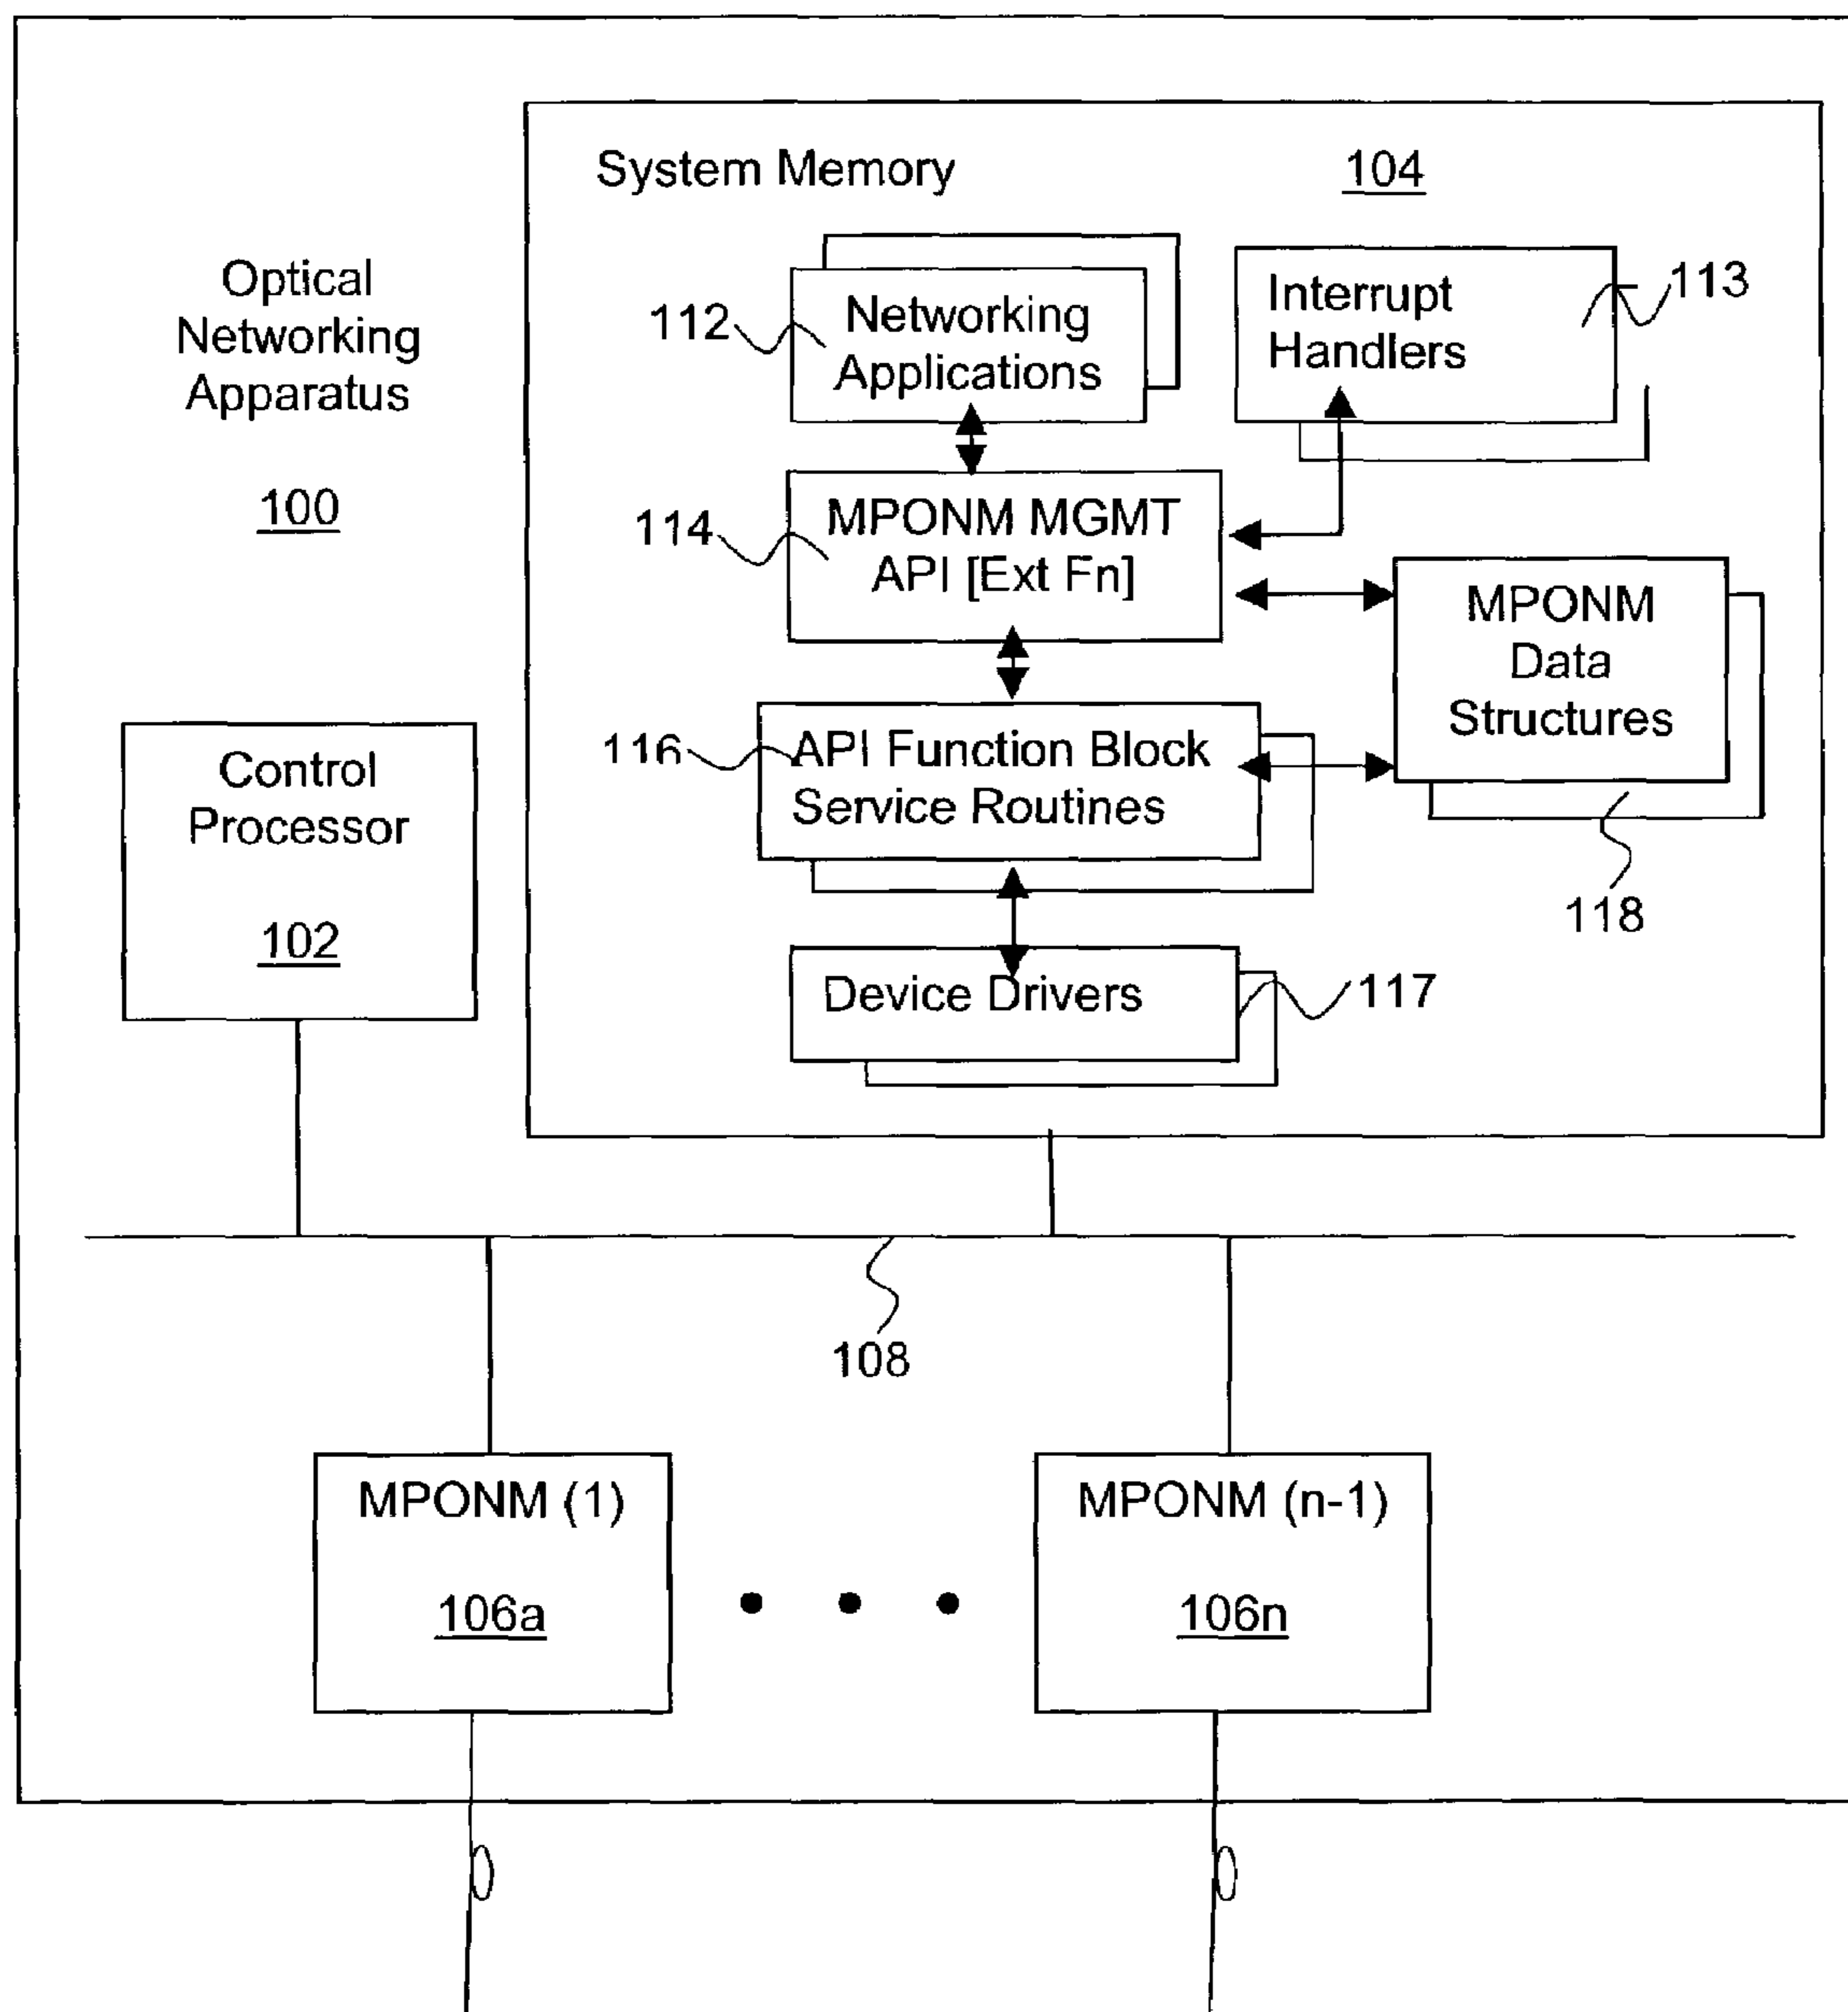 System Memory
104
Optical
Networking
Apparatus
100
112
Networking
Applications
Interrupt
Handlers
113
114
MPONM MGMT
API [Ext Fn]
MPONM
Data
Structures
118
116
API Function Block
Service Routines
Device Drivers
117
Control
Processor
102
108
MPONM (1)
106a
MPONM (n-1)
106n